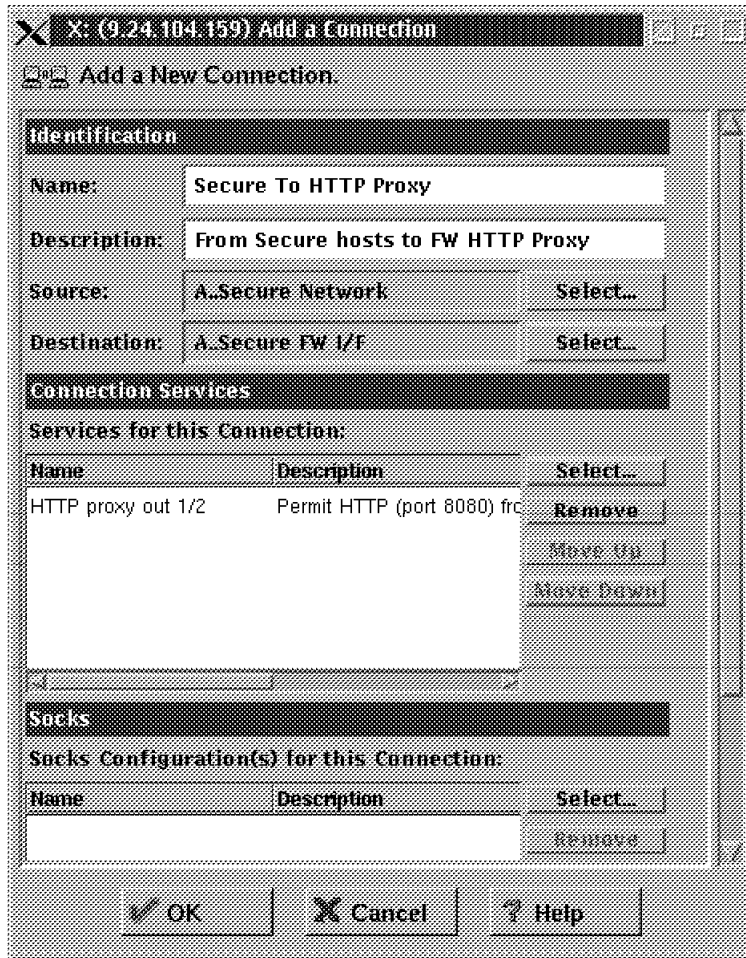 X: (9.24.104.159) Add a Connection
Add a New Connection.
Identification
Name: Secure To HTTP Proxy
Description: From Secure hosts to FW HTTP Proxy
Source: A..Secure Network Select...
Destination: A..Secure FW I/F Select...
Connection Services
Services for this Connection:
Name Description Select...
HTTP proxy out 1/2 Permit HTTP (port 8080) fro Remove
Move Up
Move Down
Socks
Socks Configuration(s) for this Connection:
Name Description Select...
Remove
OK Cancel Help